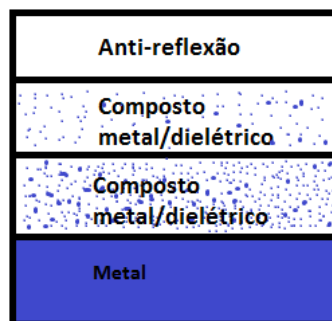 Anti-reflexão
Composto
metal/dielétrico
Composto
metal/dielétrico
Metal